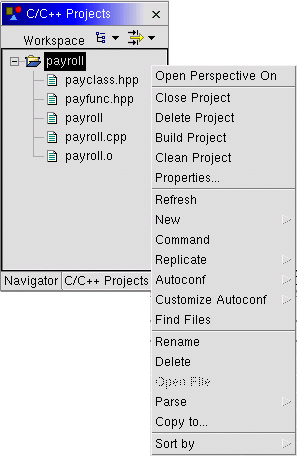 C/C++ Projects
Workspace
payroll
payclass.hpp
payfunc.hpp
payroll
payroll.cpp
payroll.o
Navigator C/C++ Projects
Open Perspective On
Close Project
Delete Project
Build Project
Clean Project
Properties...
Refresh
New
Command
Replicate
Autoconf
Customize Autoconf
Find Files
Rename
Delete
Open File
Parse
Copy to...
Sort by